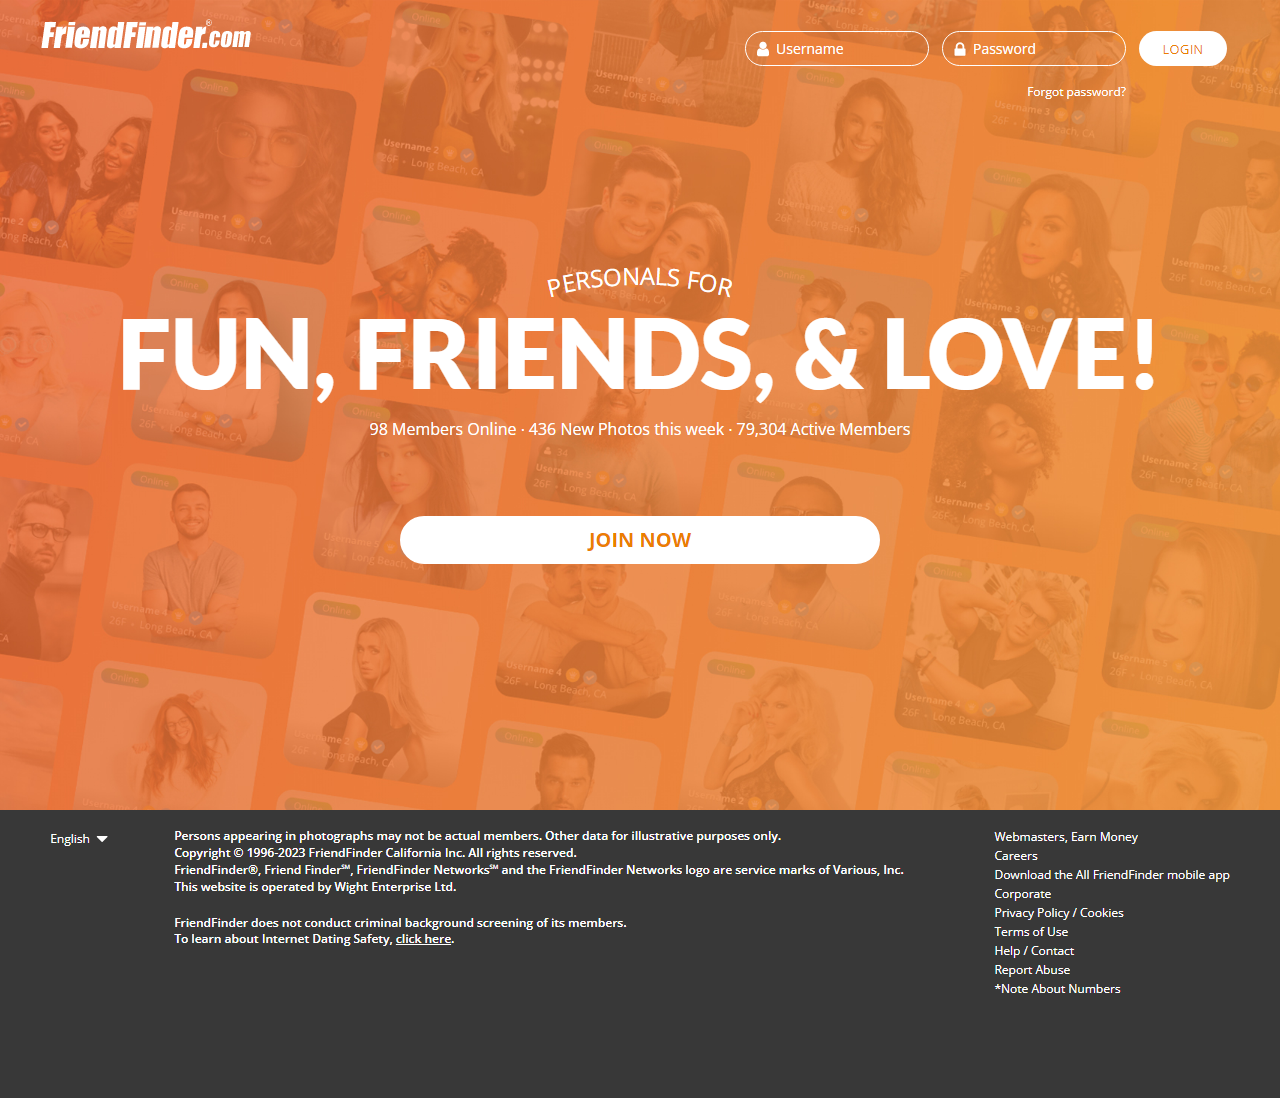 FriendFinder®.com
Username
Password
LOGIN
Forgot password?
PERSONALS FOR
FUN, FRIENDS, & LOVE!
98 Members Online · 436 New Photos this week · 79,304 Active Members
JOIN NOW
English
Persons appearing in photographs may not be actual members. Other data for illustrative purposes only.
Copyright © 1996-2023 FriendFinder California Inc. All rights reserved.
FriendFinder®, Friend Finder℠, FriendFinder Networks℠ and the FriendFinder Networks logo are service marks of Various, Inc.
This website is operated by Wight Enterprise Ltd.
FriendFinder does not conduct criminal background screening of its members.
To learn about Internet Dating Safety, click here.
Webmasters, Earn Money
Careers
Download the All FriendFinder mobile app
Corporate
Privacy Policy / Cookies
Terms of Use
Help / Contact
Report Abuse
*Note About Numbers